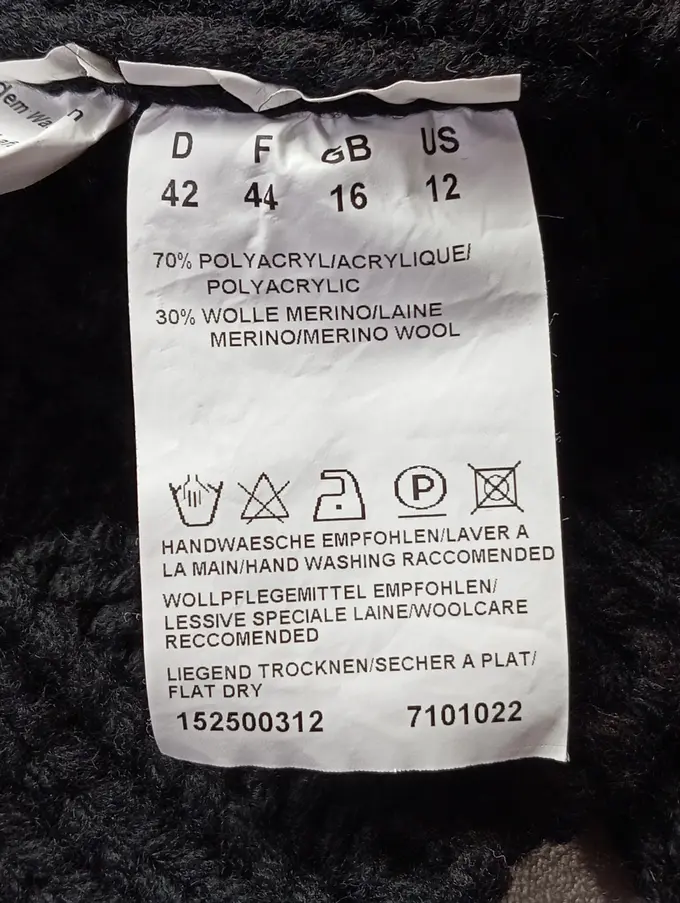 dem Wa
n
D F GB US
42 44 16 12
70% POLYACRYL/ACRYLIQUE/
POLYACRYLIC
30% WOLLE MERINO/LAINE
MERINO/MERINO WOOL
P
HANDWAESCHE EMPFOHLEN/LAVER A
LA MAIN/HAND WASHING RACCOMENDED
WOLLPFLEGEMITTEL EMPFOHLEN/
LESSIVE SPECIALE LAINE/WOOLCARE
RECCOMENDED
LIEGEND TROCKNEN/SECHER A PLAT/
FLAT DRY
152500312 7101022